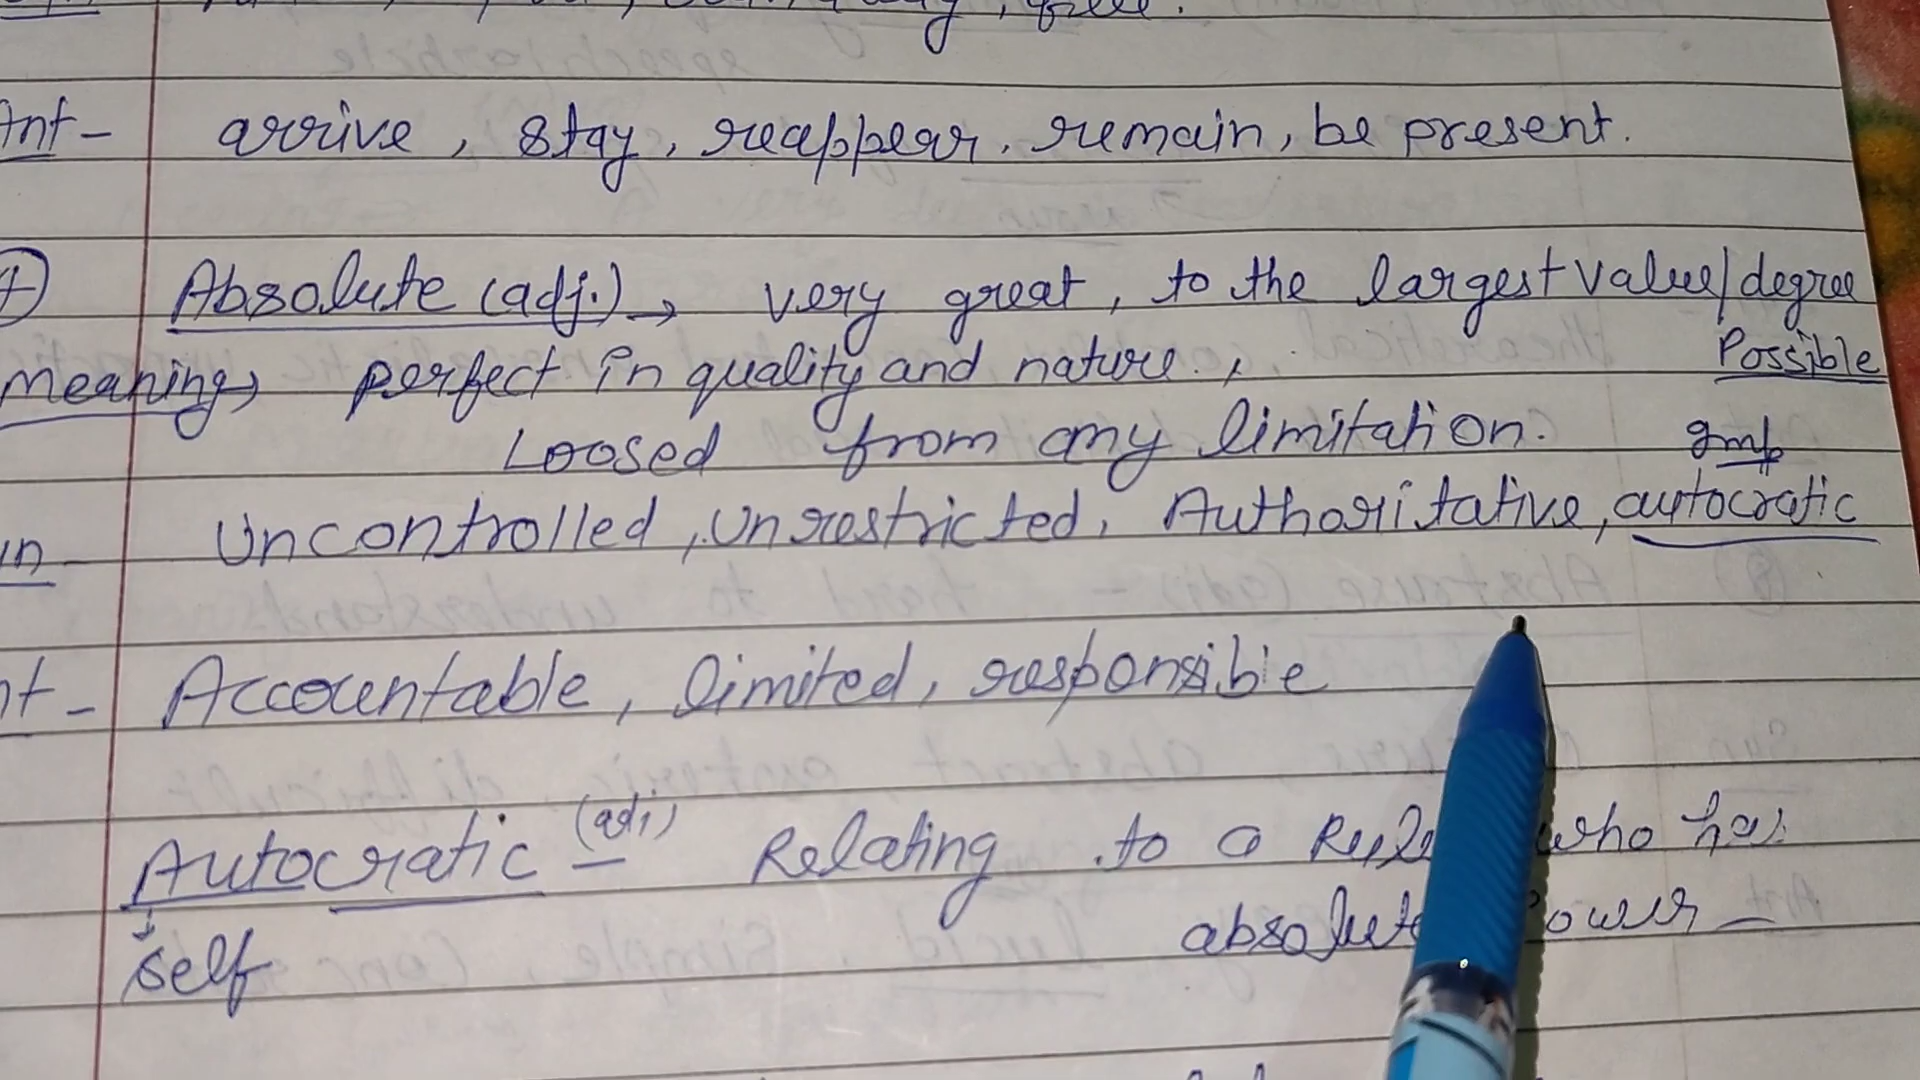 Ant- arrive, stay, reappear, remain, be present.
Absolute (adj.) → very great, to the largest value/degree
Possible
meaning, perfect in quality and nature.,
Loosed from any limitation.
Imp
Uncontrolled, unrestricted, Authoritative, autocratic
Accountable, limited, responsible
Autocratic (adj) Relating to a who has
self absolute